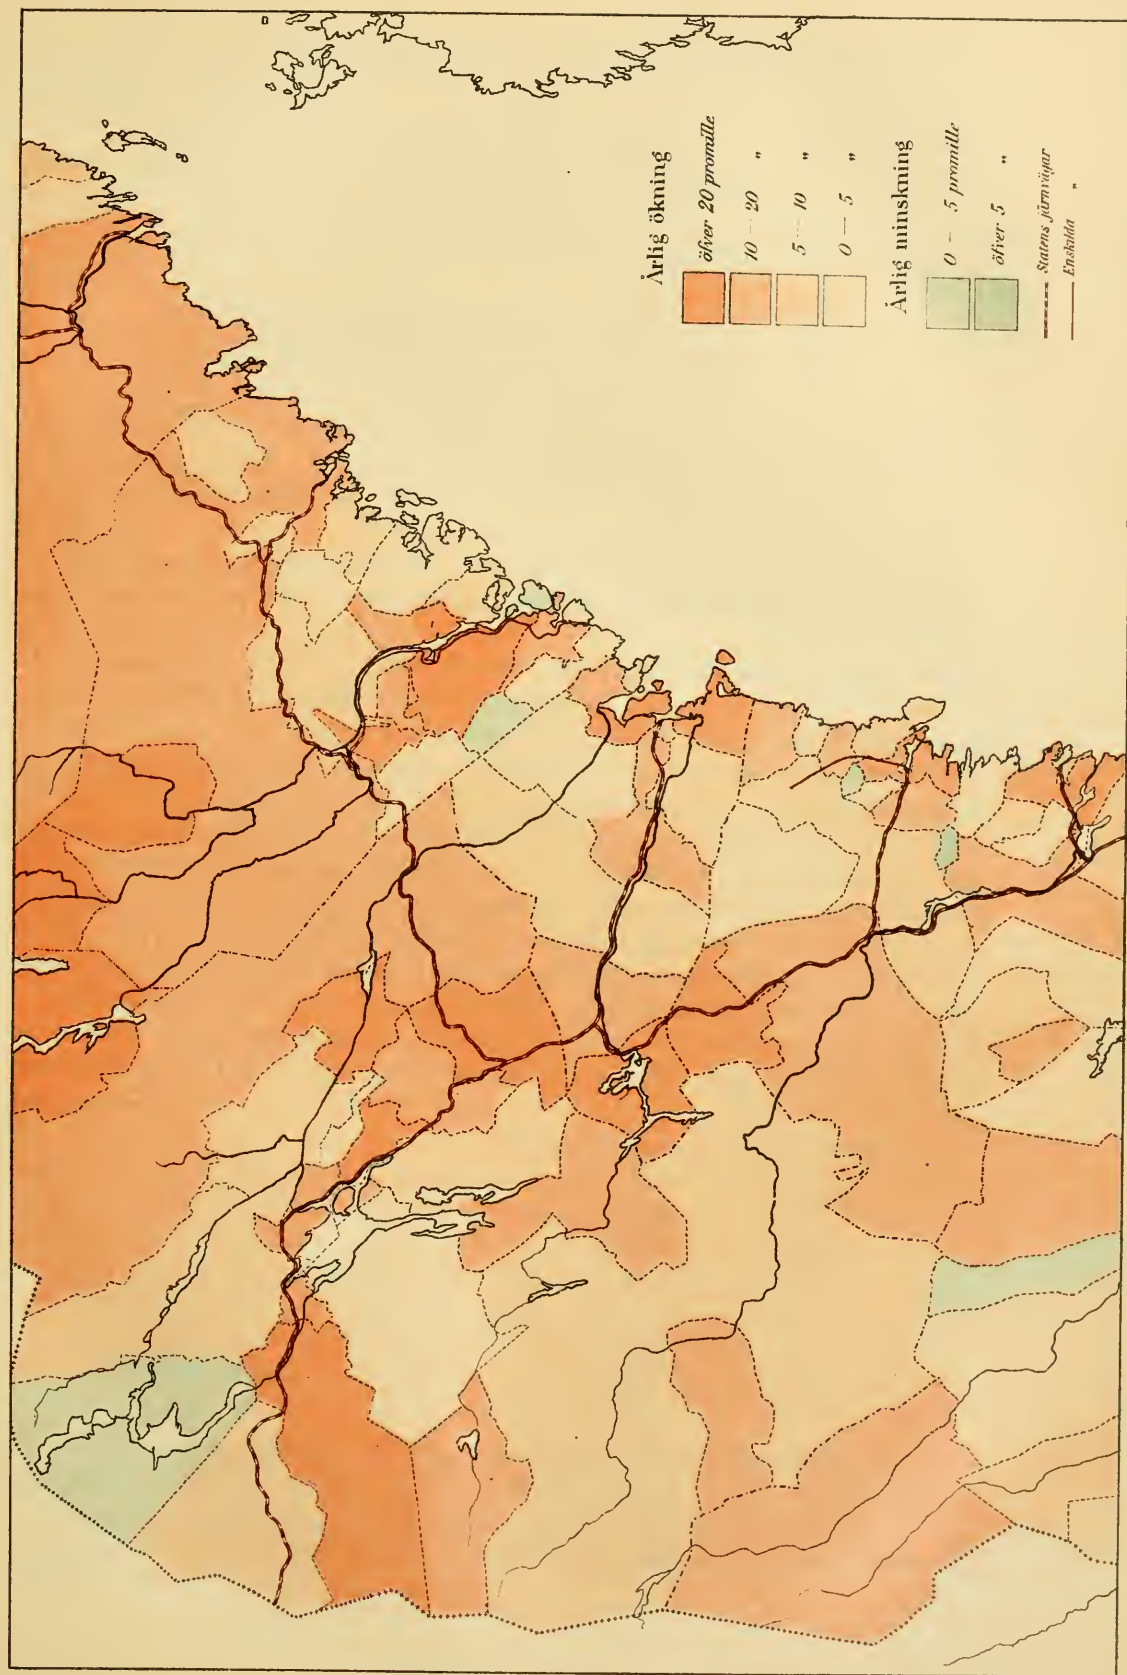 Årlig ökning
öfver 20 promille
10 — 20 "
5 — 10 "
0 — 5 "
Årlig minskning
0 — 5 promille
öfver 5 "
Statens järnvägar
Enskilda "